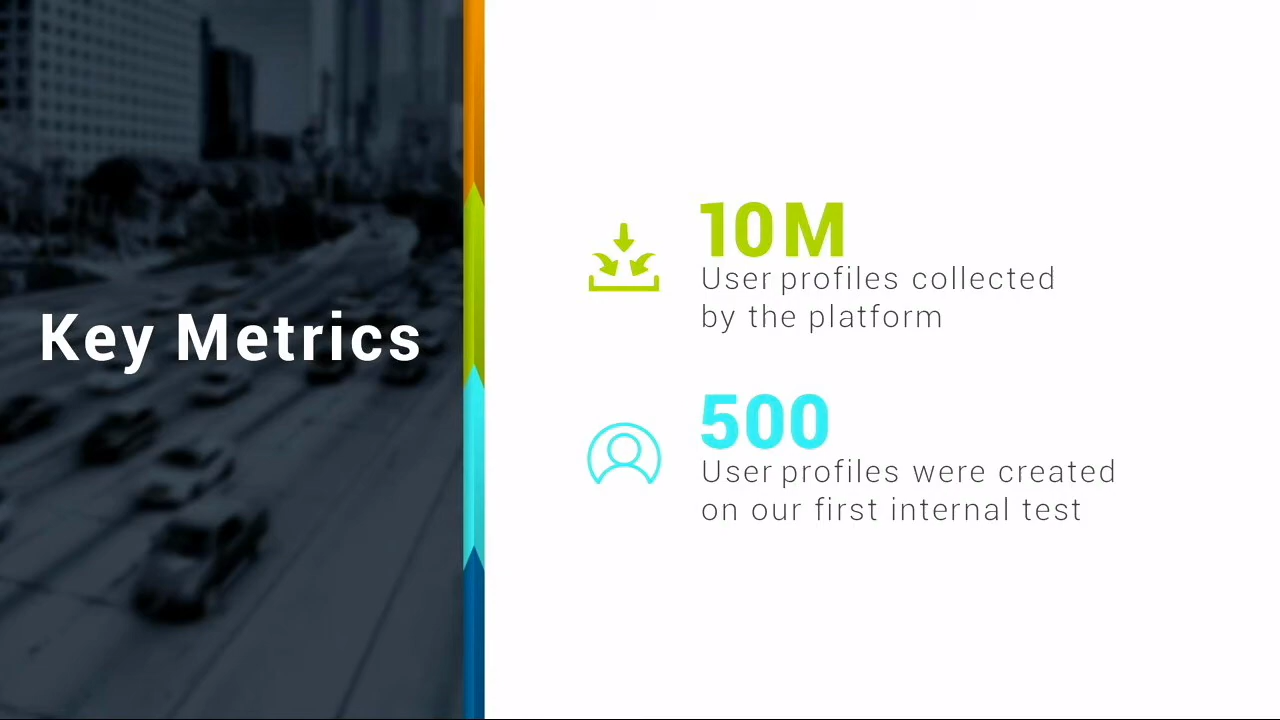 Key Metrics
10M
User profiles collected
by the platform
500
User profiles were created
on our first internal test